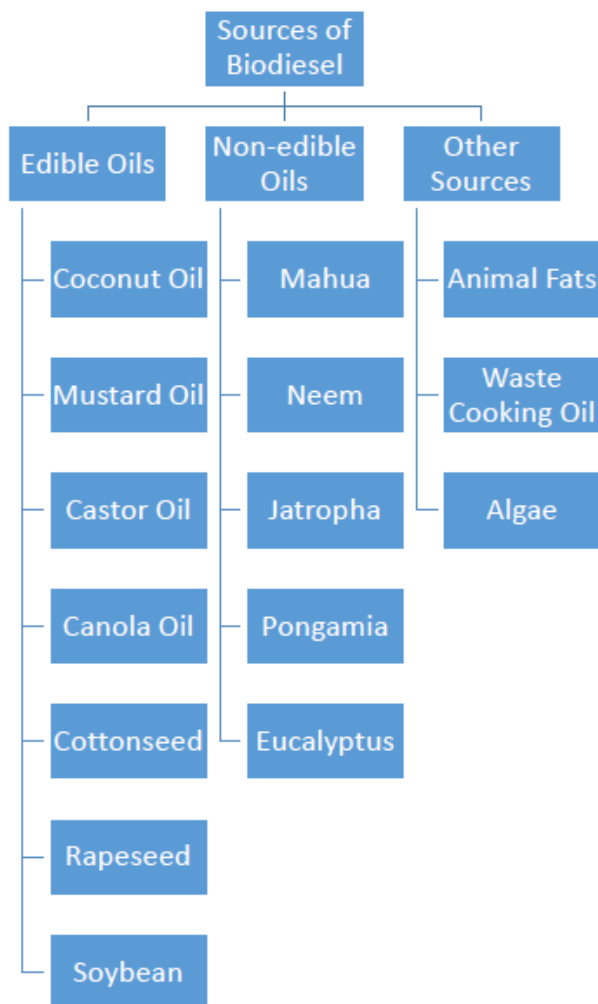 Sources of
Biodiesel
Edible Oils
Non-edible
Oils
Other
Sources
Coconut Oil
Mustard Oil
Castor Oil
Canola Oil
Cottonseed
Rapeseed
Soybean
Mahua
Neem
Jatropha
Pongamia
Eucalyptus
Animal Fats
Waste
Cooking Oil
Algae